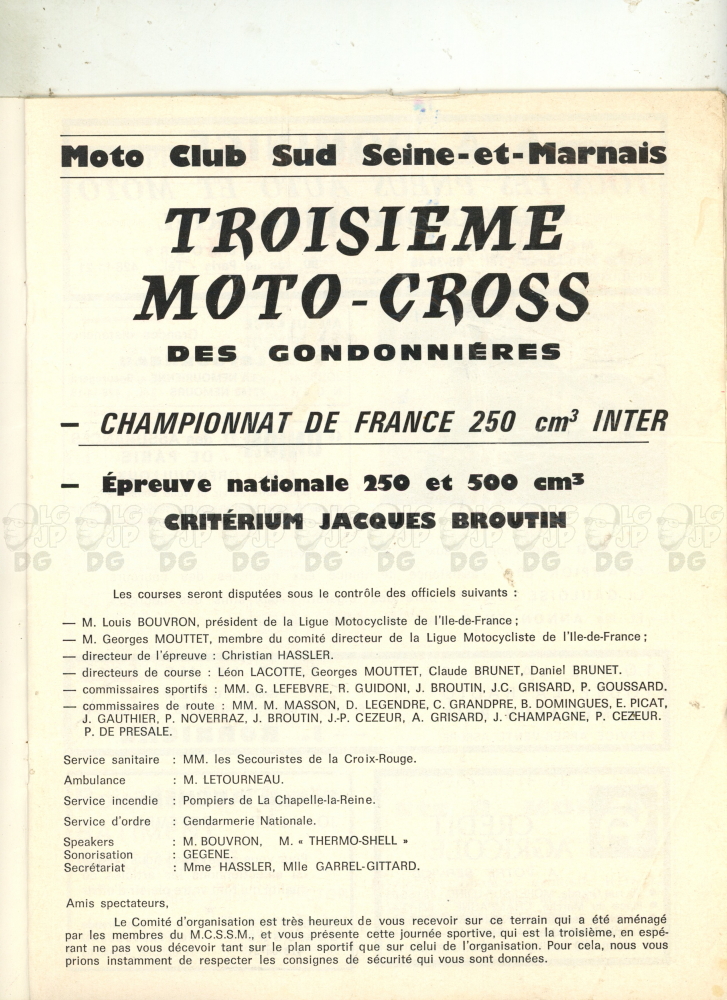 Moto Club Sud Seine-et-Marnais
TROISIEME
MOTO-CROSS
DES GONDONNIÉRES
— CHAMPIONNAT DE FRANCE 250 cm³ INTER
— Épreuve nationale 250 et 500 cm³
CRITÉRIUM JACQUES BROUTIN
Les courses seront disputées sous le contrôle des officiels suivants :
— M. Louis BOUVRON, président de la Ligue Motocycliste de l'Ile-de-France ;
— M. Georges MOUTTET, membre du comité directeur de la Ligue Motocycliste de l'Ile-de-France ;
— directeur de l'épreuve : Christian HASSLER.
— directeurs de course : Léon LACOTTE, Georges MOUTTET, Claude BRUNET, Daniel BRUNET.
— commissaires sportifs : MM. G. LEFEBVRE, R. GUIDONI, J. BROUTIN, J.C. GRISARD, P. GOUSSARD.
— commissaires de route : MM. M. MASSON, D. LEGENDRE, C. GRANDPRE, B. DOMINGUES, E. PICAT,
J. GAUTHIER, P. NOVERRAZ, J. BROUTIN, J.-P. CEZEUR, A. GRISARD, J. CHAMPAGNE, P. CEZEUR.
P. DE PRESALE.
Service sanitaire : MM. les Secouristes de la Croix-Rouge.
Ambulance : M. LETOURNEAU.
Service incendie : Pompiers de La Chapelle-la-Reine.
Service d'ordre : Gendarmerie Nationale.
Speakers : M. BOUVRON, M. « THERMO-SHELL »
Sonorisation : GEGENE.
Secrétariat : Mme HASSLER, Mlle GARREL-GITTARD.
Amis spectateurs,
Le Comité d'organisation est très heureux de vous recevoir sur ce terrain qui a été aménagé
par les membres du M.C.S.S.M., et vous présente cette journée sportive, qui est la troisième, en espé-
rant ne pas vous décevoir tant sur le plan sportif que sur celui de l'organisation. Pour cela, nous vous
prions instamment de respecter les consignes de sécurité qui vous sont données.